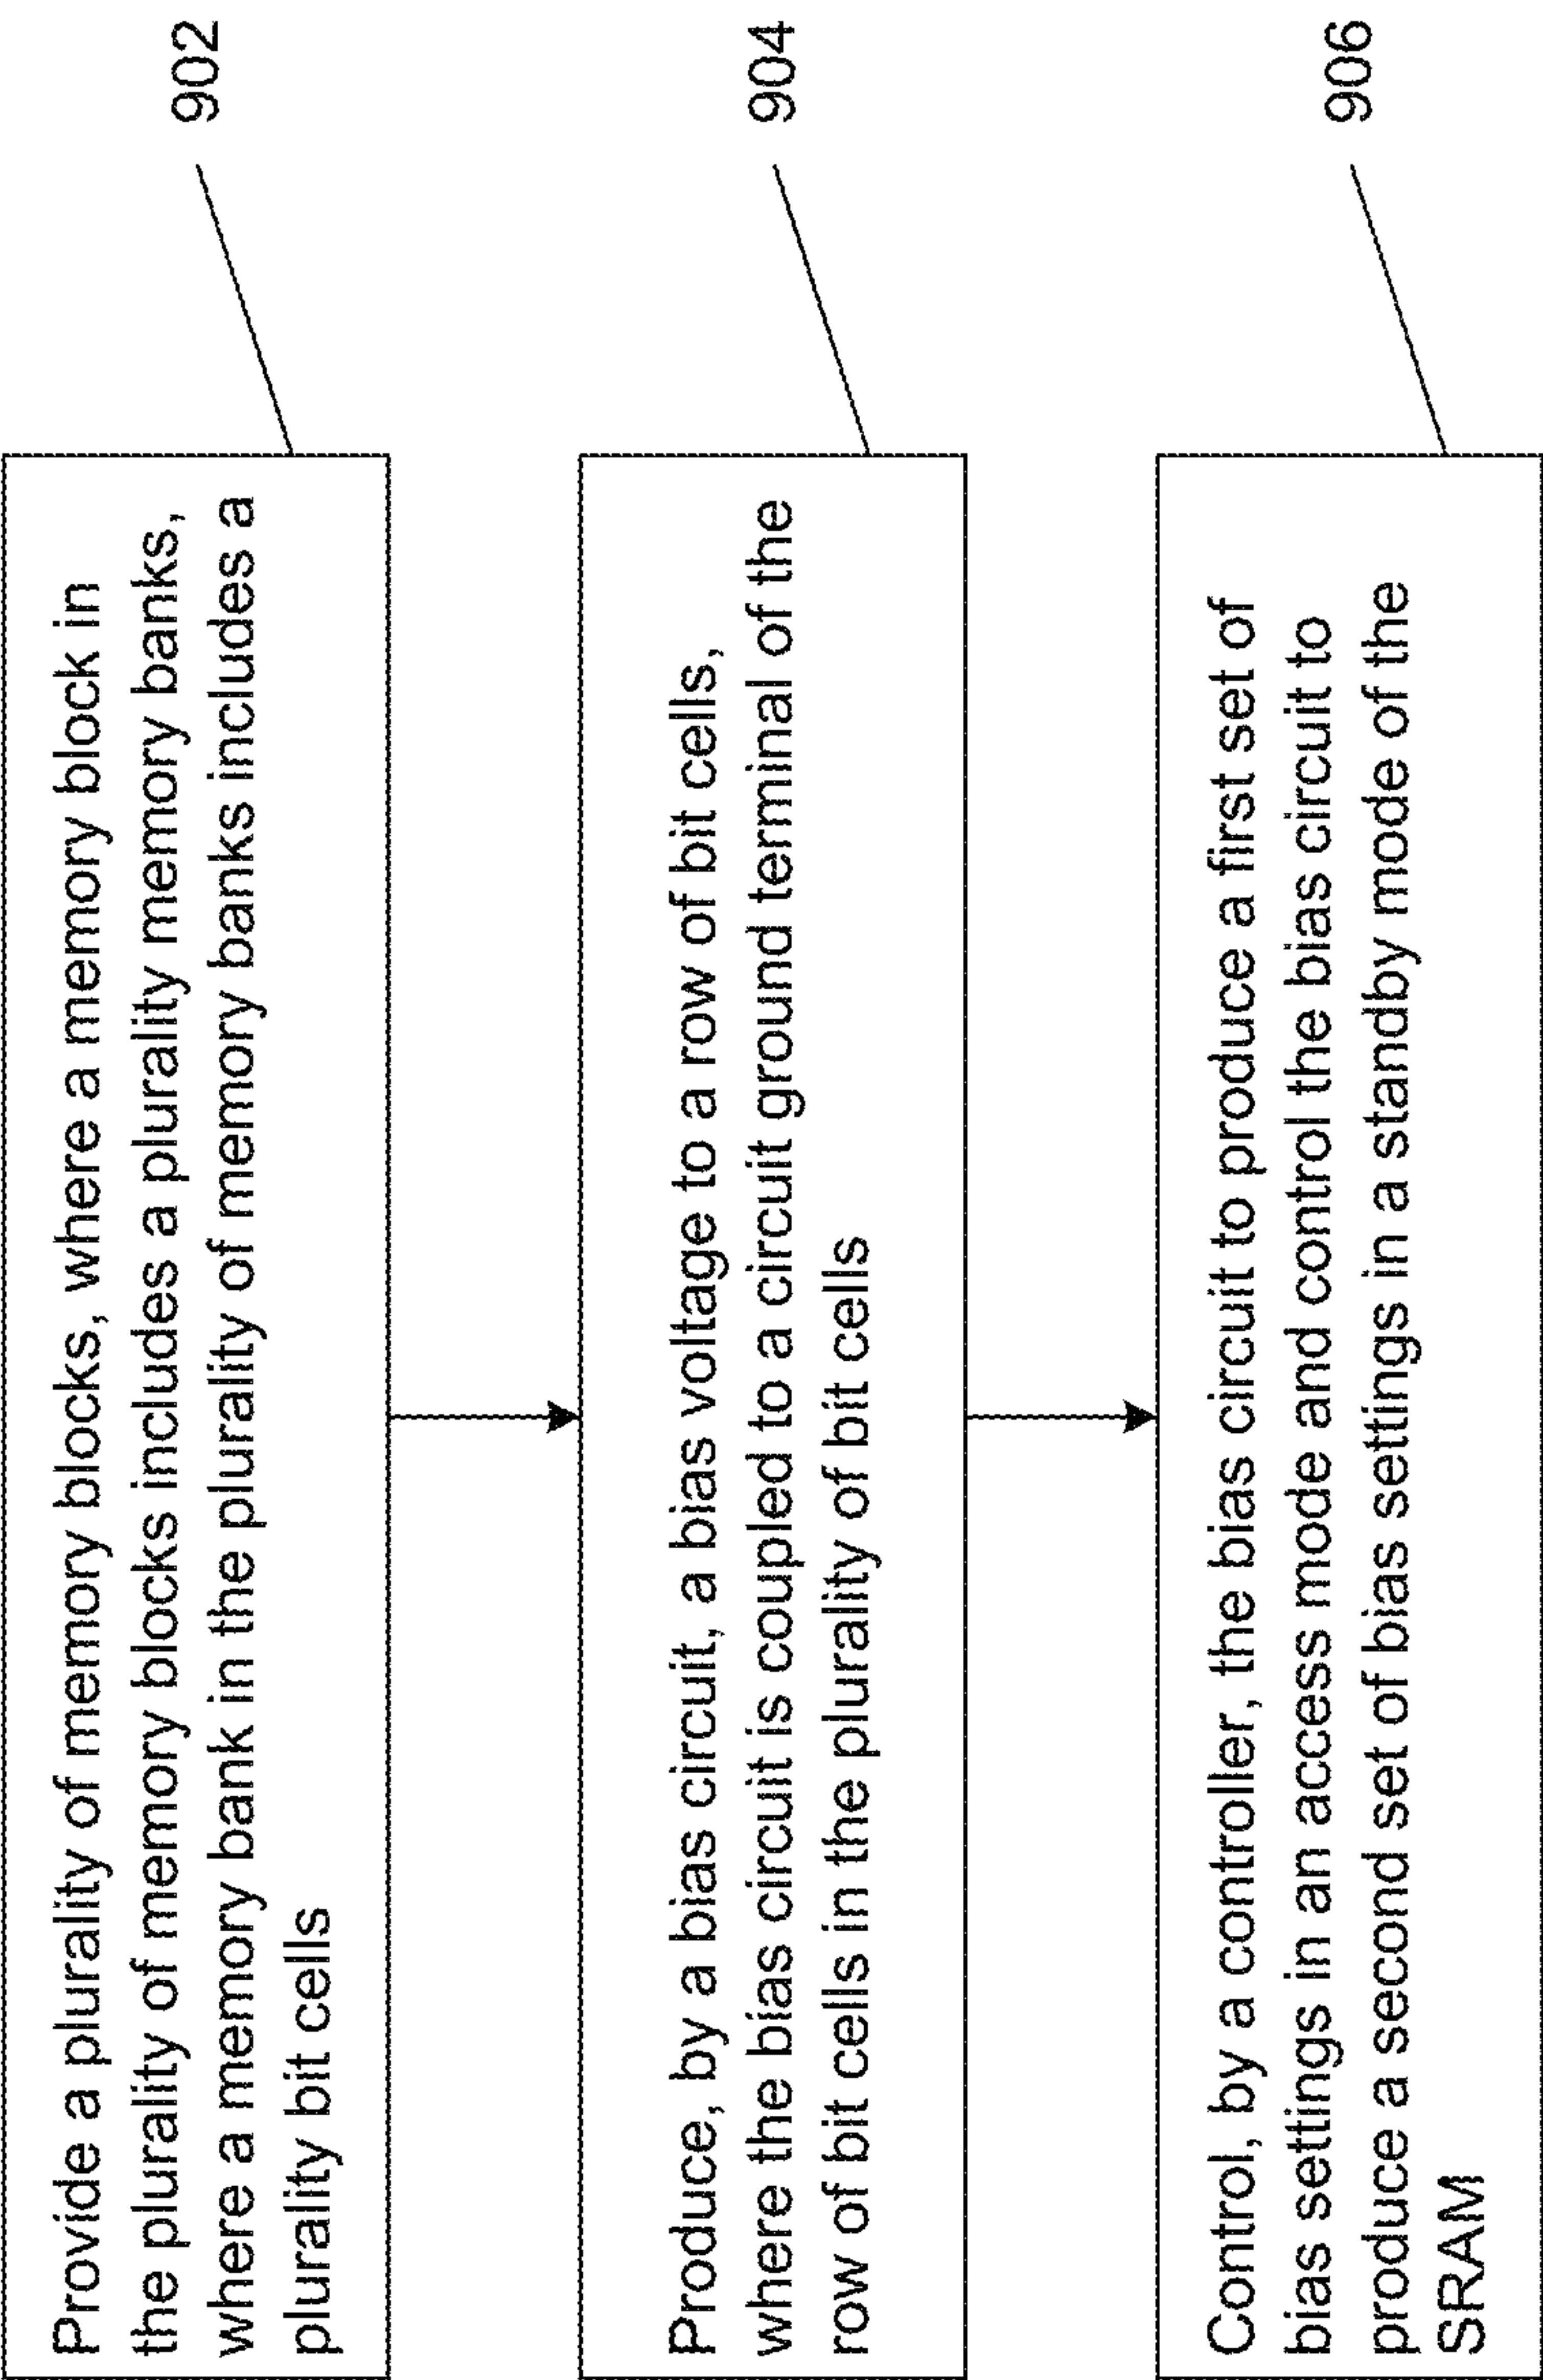 Provide a plurality of memory blocks, where a memory block in
the plurality of memory blocks includes a plurality memory banks,
where a memory bank in the plurality of memory banks includes a
plurality bit cells
902
Produce, by a bias circuit, a bias voltage to a row of bit cells,
where the bias circuit is coupled to a circuit ground terminal of the
row of bit cells in the plurality of bit cells
904
Control, by a controller, the bias circuit to produce a first set of
bias settings in an access mode and control the bias circuit to
produce a second set of bias settings in a standby mode of the
SRAM
906